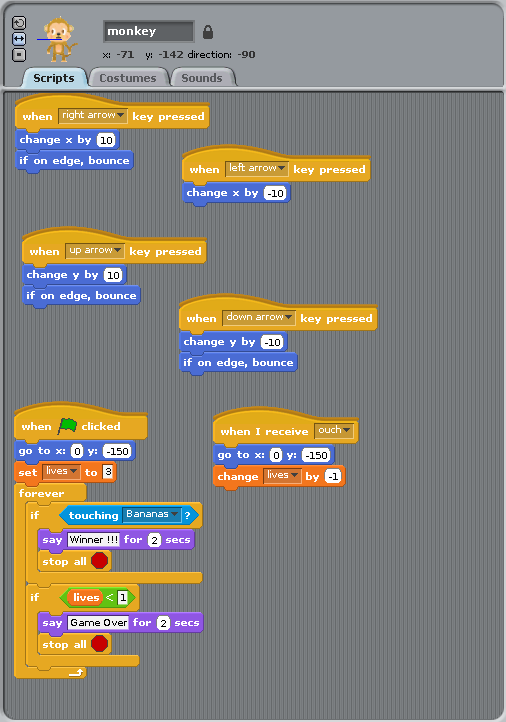 monkey
x: -71 y: -142 direction: -90
Scripts Costumes Sounds
when right arrow key pressed
change x by 10
if on edge, bounce
when left arrow key pressed
change x by -10
when up arrow key pressed
change y by 10
if on edge, bounce
when down arrow key pressed
change y by -10
if on edge, bounce
when clicked
go to x: 0 y: -150
set lives to 3
forever
if touching Bananas ?
say Winner !!! for 2 secs
stop all
if lives < 1
say Game Over for 2 secs
stop all
when I receive ouch
go to x: 0 y: -150
change lives by -1